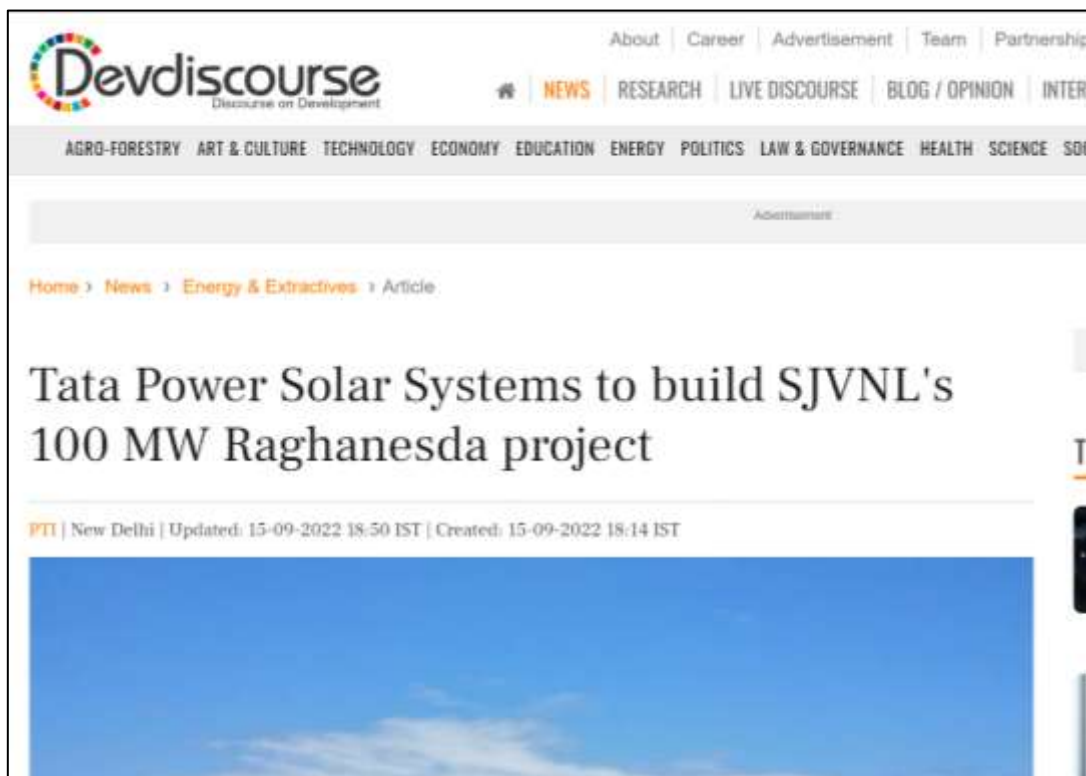 About | Career | Advertisement | Team | Partnership
Devdiscourse
Discourse on Development
NEWS | RESEARCH | LIVE DISCOURSE | BLOG / OPINION | INTER
AGRO-FORESTRY ART & CULTURE TECHNOLOGY ECONOMY EDUCATION ENERGY POLITICS LAW & GOVERNANCE HEALTH SCIENCE
Advertisement
Home › News › Energy & Extractives › Article
Tata Power Solar Systems to build SJVNL's
100 MW Raghanesda project
T
PTI | New Delhi | Updated: 15-09-2022 18:50 IST | Created: 15-09-2022 18:14 IST